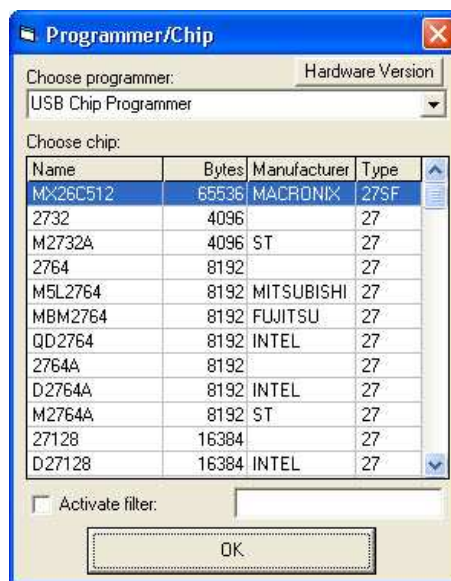 Programmer/Chip
Choose programmer: Hardware Version
USB Chip Programmer
Choose chip:
Name Bytes Manufacturer Type
MX26C512 65536 MACRONIX 27SF
2732 4096 27
M2732A 4096 ST 27
2764 8192 27
M5L2764 8192 MITSUBISHI 27
MBM2764 8192 FUJITSU 27
QD2764 8192 INTEL 27
2764A 8192 27
D2764A 8192 INTEL 27
M2764A 8192 ST 27
27128 16384 27
D27128 16384 INTEL 27
Activate filter:
OK